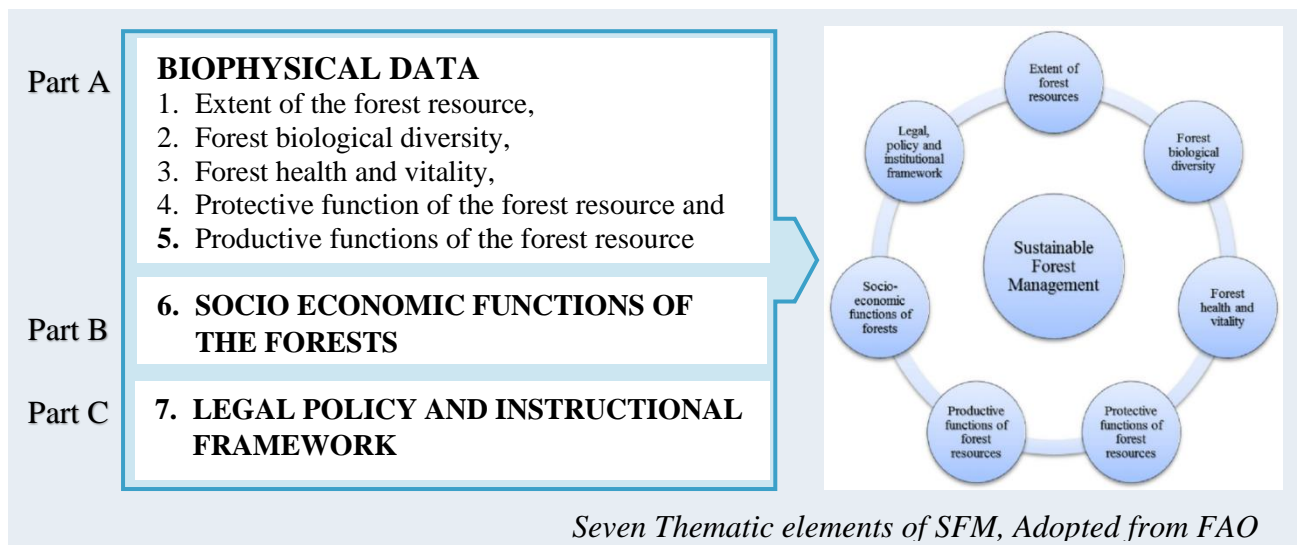 Part A
BIOPHYSICAL DATA
1. Extent of the forest resource,
2. Forest biological diversity,
3. Forest health and vitality,
4. Protective function of the forest resource and
5. Productive functions of the forest resource
Part B
6. SOCIO ECONOMIC FUNCTIONS OF
THE FORESTS
Part C
7. LEGAL POLICY AND INSTRUCTIONAL
FRAMEWORK
Extent of
forest
resources
Forest
biological
diversity
Forest
health and
vitality
Protective
functions of
forest
resources
Productive
functions of
forest
resources
Socio-
economic
functions of
forests
Legal,
policy and
institutional
framework
Sustainable
Forest
Management
Seven Thematic elements of SFM, Adopted from FAO